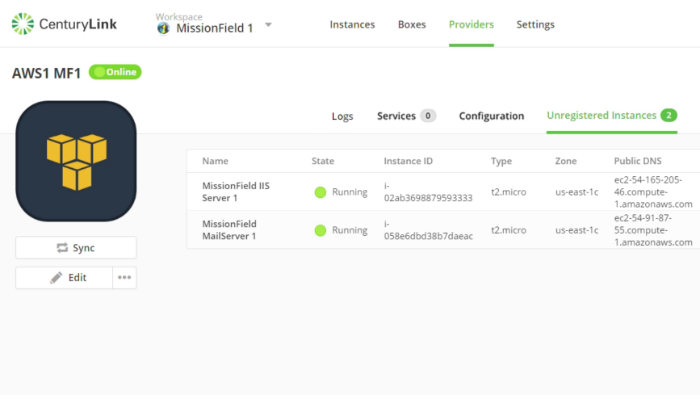 CenturyLink
Workspace
MissionField 1
Instances Boxes Providers Settings
AWS1 MF1 Online
Logs Services 0 Configuration Unregistered Instances 2
Name State Instance ID Type Zone Public DNS
MissionField IIS
Server 1
Running
i-
02ab3698879593333
t2.micro
us-east-1c
ec2-54-165-205-
46.compute-
1.amazonaws.com
MissionField
MailServer 1
Running
i-
058e6dbd38b7daeac
t2.micro
us-east-1c
ec2-54-91-87-
55.compute-
1.amazonaws.com
Sync
Edit